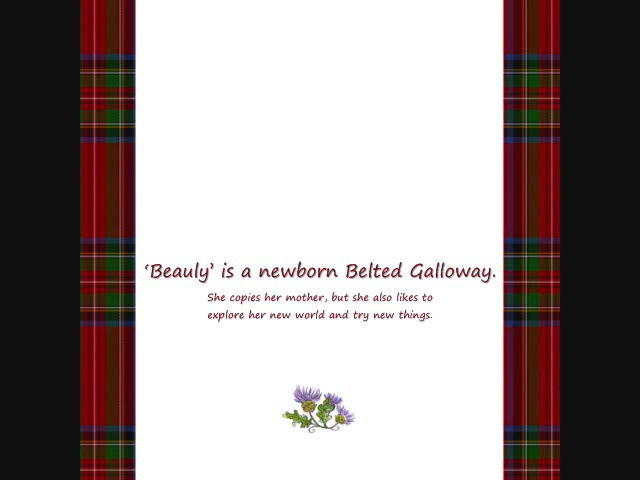 ‘Beauly’ is a newborn Belted Galloway.
She copies her mother, but she also likes to
explore her new world and try new things.